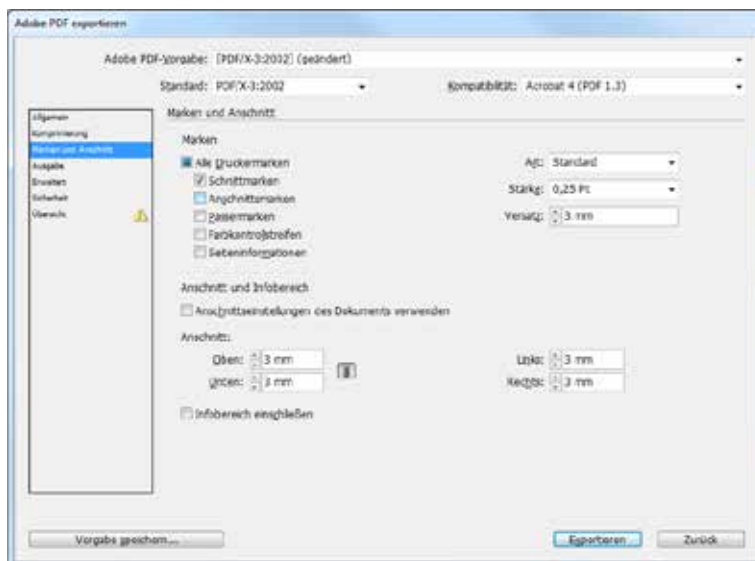 Adobe PDF exportieren
Adobe PDF-Vorgabe: [PDF/X-3:2002] (geändert)
Standard: PDF/X-3:2002 Kompatibilität: Acrobat 4 (PDF 1.3)
Allgemein
Komprimierung
Marken und Anschnitt
Ausgabe
Erweitert
Sicherheit
Übersicht
Marken und Anschnitt
Marken
Alle Druckermarken
Schnittmarken
Anschnittsmarken
Passermarken
Farbkontrollstreifen
Seiteninformationen
Art: Standard
Stärke: 0,25 Pt
Versatz: 3 mm
Anschnitt und Infobereich
Anschnittseinstellungen des Dokuments verwenden
Anschnitt:
Oben: 3 mm Links: 3 mm
Unten: 3 mm Rechts: 3 mm
Infobereich einschließen
Vorgabe speichern... Exportieren Zurück